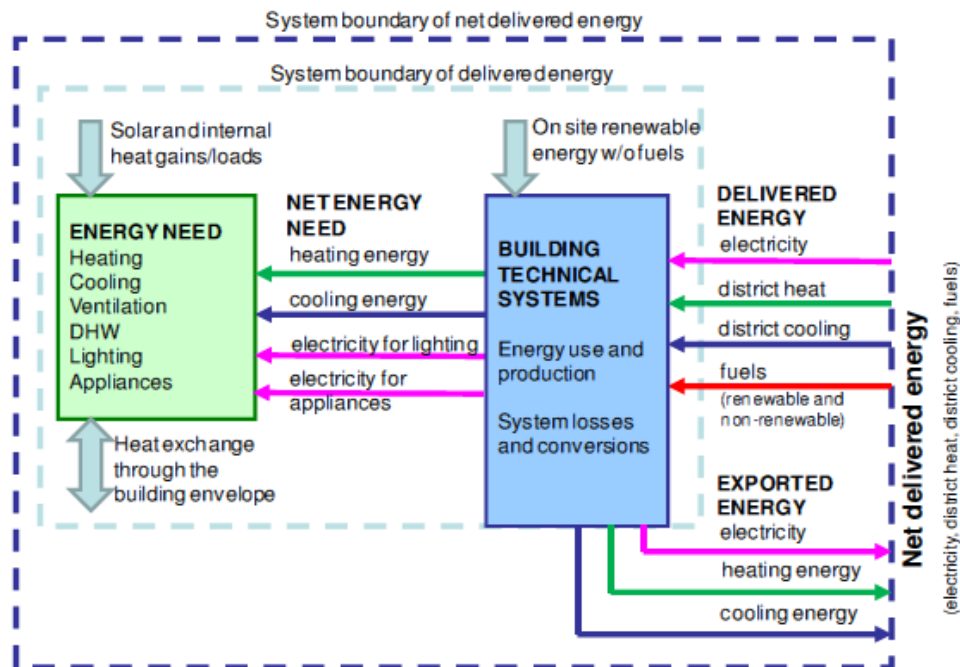 System boundary of net delivered energy
System boundary of delivered energy
Solar and internal
heat gains/loads
On site renewable
energy w/o fuels
ENERGY NEED
Heating
Cooling
Ventilation
DHW
Lighting
Appliances
NET ENERGY
NEED
heating energy
cooling energy
electricity for lighting
electricity for
appliances
BUILDING
TECHNICAL
SYSTEMS
Energy use and
production
System losses
and conversions
DELIVERED
ENERGY
electricity
district heat
district cooling
fuels
(renewable and
non-renewable)
Heat exchange
through the
building envelope
EXPORTED
ENERGY
electricity
heating energy
cooling energy
Net delivered energy
(electricity, district heat, district cooling, fuels)